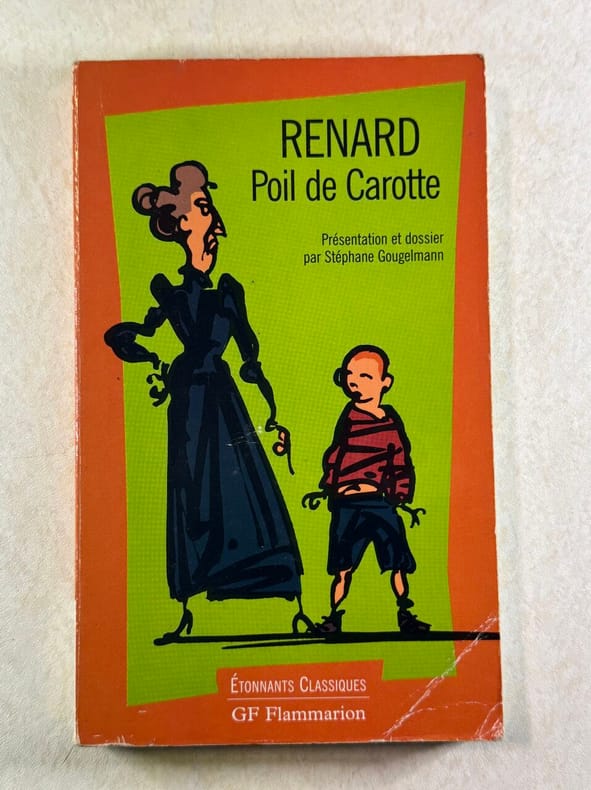 RENARD
Poil de Carotte
Présentation et dossier
par Stéphane Gougelmann
ÉTONNANTS CLASSIQUES
GF Flammarion